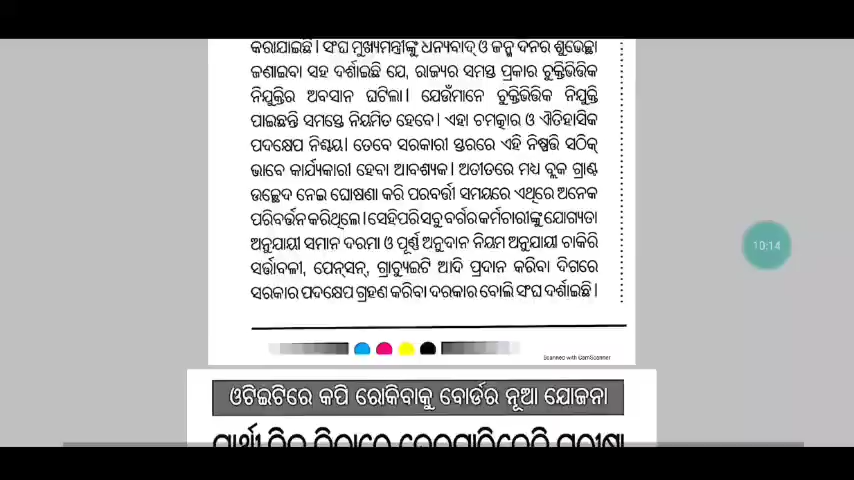 କରାଯାଇଛି । ସଂଘ ମୁଖ୍ୟମନ୍ତ୍ରୀଙ୍କୁ ଧନ୍ୟବାଦ୍ ଓ ଜନ୍ମ ଦିନର ଶୁଭେଚ୍ଛା
ଜଣାଇବା ସହ ଦର୍ଶାଇଛି ଯେ, ରାଜ୍ୟର ସମସ୍ତ ପ୍ରକାର ଚୁକ୍ତିଭିତ୍ତିକ
ନିଯୁକ୍ତିର ଅବସାନ ଘଟିଲା । ଯେଉଁମାନେ ଚୁକ୍ତିଭିତ୍ତିକ ନିଯୁକ୍ତି
ପାଇଛନ୍ତି ସମସ୍ତେ ନିୟମିତ ହେବେ । ଏହା ଚମତ୍କାର ଓ ଐତିହାସିକ
ପଦକ୍ଷେପ ନିଶ୍ଚୟ । ତେବେ ସରକାରୀ ସ୍ତରରେ ଏହି ନିଷ୍ପତ୍ତି ସଠିକ୍
ଭାବେ କାର୍ଯ୍ୟକାରୀ ହେବା ଆବଶ୍ୟକ । ଅତୀତରେ ମଧ୍ୟ ବ୍ଲକ ଗ୍ରାଣ୍ଟ
ଉଚ୍ଛେଦ ନେଇ ଘୋଷଣା କରି ପରବର୍ତ୍ତୀ ସମୟରେ ଏଥିରେ ଅନେକ
ପରିବର୍ତ୍ତନ କରିଥିଲେ । ସେହିପରି ସବୁ ବର୍ଗର କର୍ମଚାରୀଙ୍କୁ ଯୋଗ୍ୟତା
ଅନୁଯାୟୀ ସମାନ ଦରମା ଓ ପୂର୍ଣ୍ଣ ଅନୁଦାନ ନିୟମ ଅନୁଯାୟୀ ଚାକିରି
ସର୍ତ୍ତାବଳୀ, ପେନ୍‌ସନ୍, ଗ୍ରାଚ୍ୟୁଇଟି ଆଦି ପ୍ରଦାନ କରିବା ଦିଗରେ
ସରକାର ପଦକ୍ଷେପ ଗ୍ରହଣ କରିବା ଦରକାର ବୋଲି ସଂଘ ଦର୍ଶାଇଛି ।
10:14
Scanned with CamScanner
ଓଟିଇଟିରେ କପି ରୋକିବାକୁ ବୋର୍ଡର ନୂଆ ଯୋଜନା